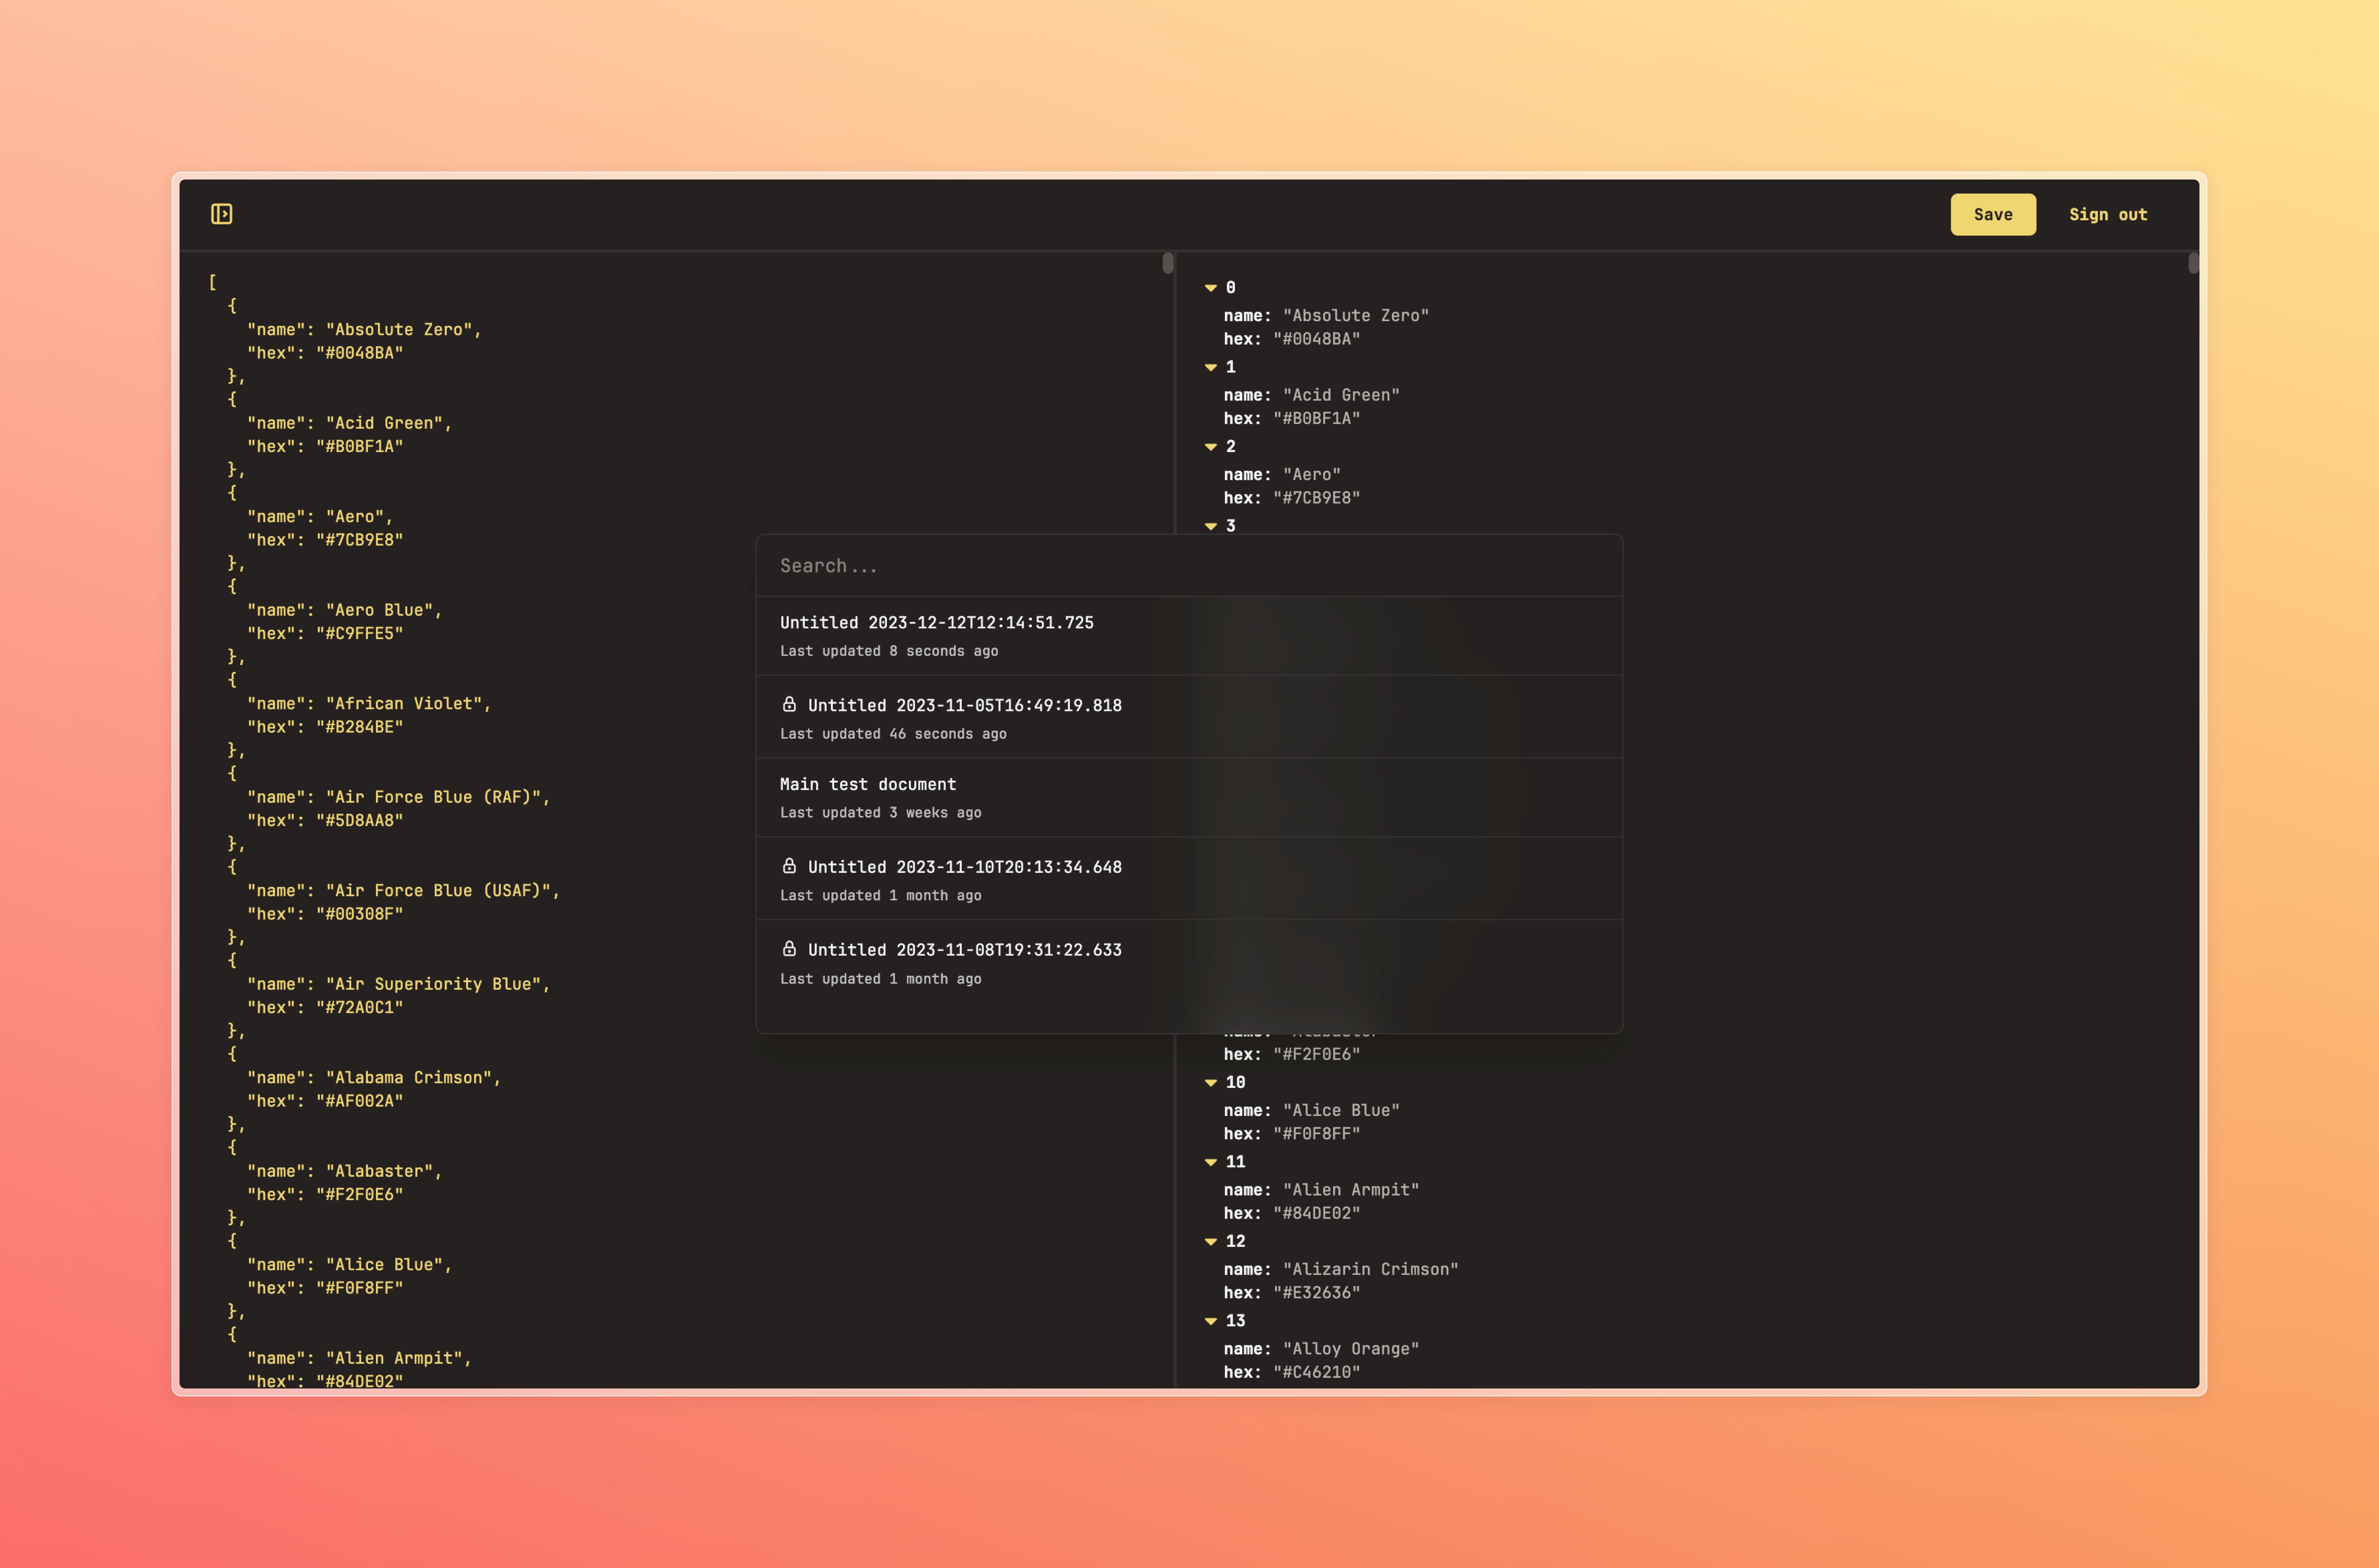 Save Sign out
[
{
"name": "Absolute Zero",
"hex": "#0048BA"
},
{
"name": "Acid Green",
"hex": "#B0BF1A"
},
{
"name": "Aero",
"hex": "#7CB9E8"
},
{
"name": "Aero Blue",
"hex": "#C9FFE5"
},
{
"name": "African Violet",
"hex": "#B284BE"
},
{
"name": "Air Force Blue (RAF)",
"hex": "#5D8AA8"
},
{
"name": "Air Force Blue (USAF)",
"hex": "#00308F"
},
{
"name": "Air Superiority Blue",
"hex": "#72A0C1"
},
{
"name": "Alabama Crimson",
"hex": "#AF002A"
},
{
"name": "Alabaster",
"hex": "#F2F0E6"
},
{
"name": "Alice Blue",
"hex": "#F0F8FF"
},
{
"name": "Alien Armpit",
"hex": "#84DE02"
0
name: "Absolute Zero"
hex: "#0048BA"
1
name: "Acid Green"
hex: "#B0BF1A"
2
name: "Aero"
hex: "#7CB9E8"
3
Search...
Untitled 2023-12-12T12:14:51.725
Last updated 8 seconds ago
Untitled 2023-11-05T16:49:19.818
Last updated 46 seconds ago
Main test document
Last updated 3 weeks ago
Untitled 2023-11-10T20:13:34.648
Last updated 1 month ago
Untitled 2023-11-08T19:31:22.633
Last updated 1 month ago
hex: "#F2F0E6"
10
name: "Alice Blue"
hex: "#F0F8FF"
11
name: "Alien Armpit"
hex: "#84DE02"
12
name: "Alizarin Crimson"
hex: "#E32636"
13
name: "Alloy Orange"
hex: "#C46210"